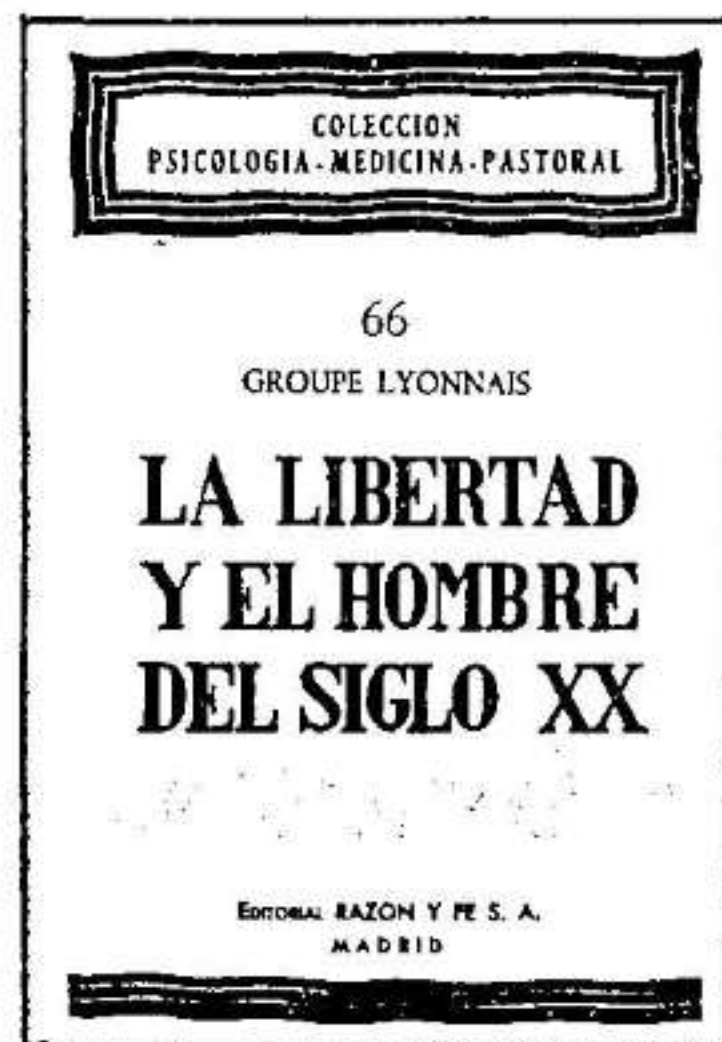 COLECCION
PSICOLOGIA-MEDICINA-PASTORAL
66
GROUPE LYONNAIS
LA LIBERTAD
Y EL HOMBRE
DEL SIGLO XX
EDITORIAL RAZON Y FE S. A.
MADRID